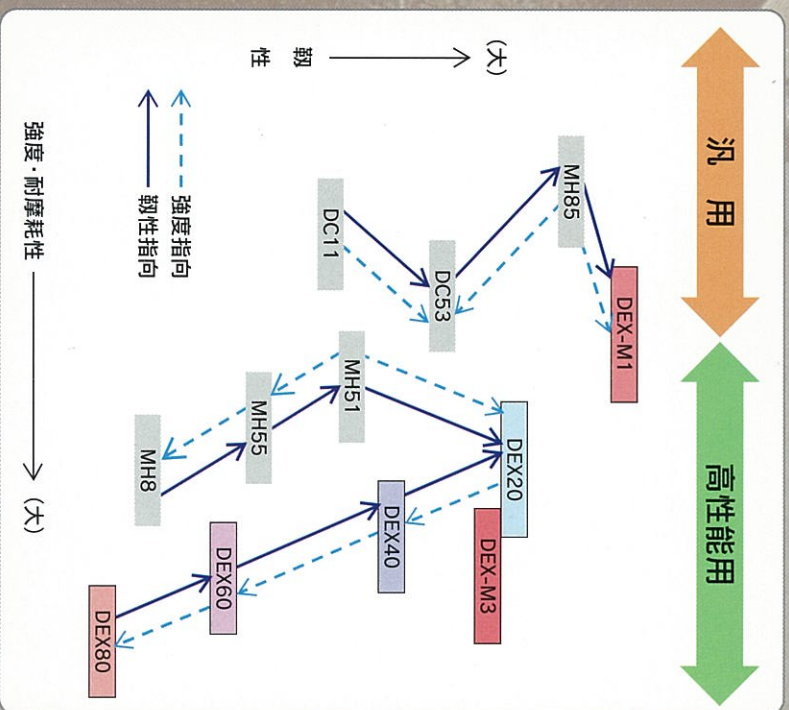 汎用
高性能用
(大)
靭性
DEX-M1
MH85
DEX20
DEX-M3
DC53
DEX40
MH51
DC11
MH55
DEX60
MH8
DEX80
強度指向
靭性指向
強度・耐摩耗性
(大)